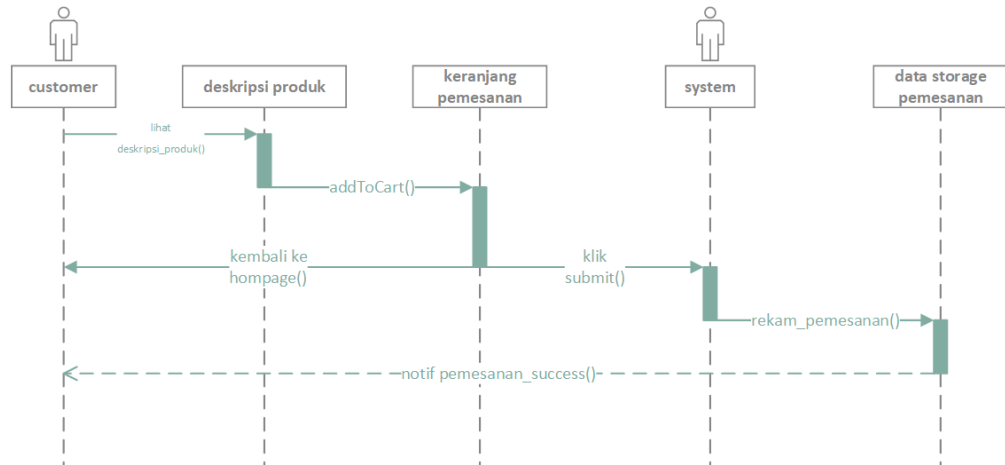 customer
deskripsi produk
keranjang
pemesanan
system
data storage
pemesanan
lihat
deskripsi_produk()
addToCart()
kembali ke
hompage()
klik
submit()
rekam_pemesanan()
notif pemesanan_success()